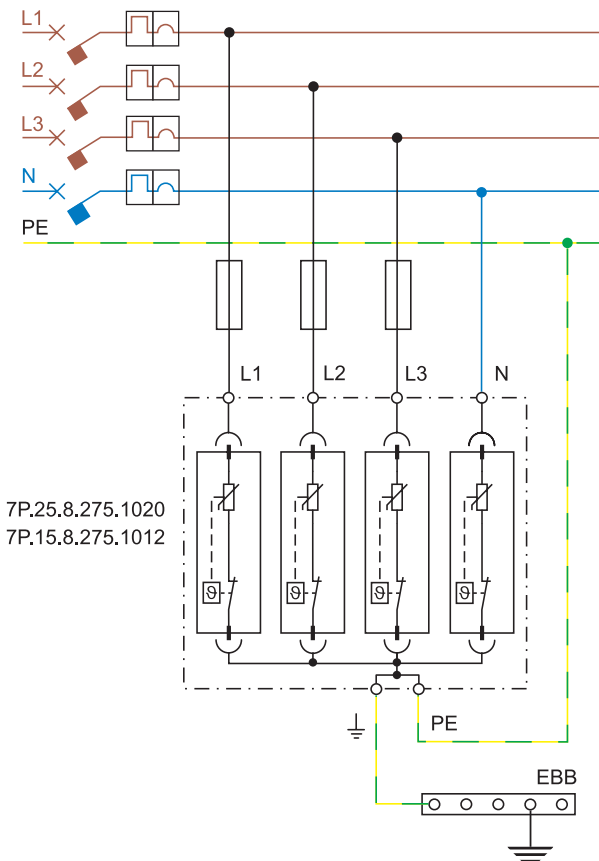 L1
L2
L3
N
PE
L1 L2 L3 N
7P.25.8.275.1020
7P.15.8.275.1012
ϑ ϑ ϑ ϑ
PE
EBB